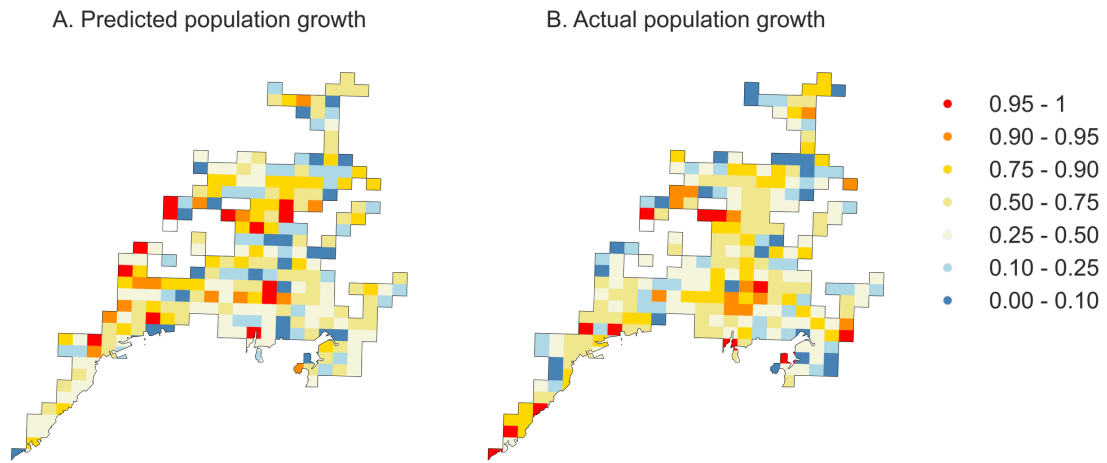 A. Predicted population growth
B. Actual population growth
0.95 - 1
0.90 - 0.95
0.75 - 0.90
0.50 - 0.75
0.25 - 0.50
0.10 - 0.25
0.00 - 0.10